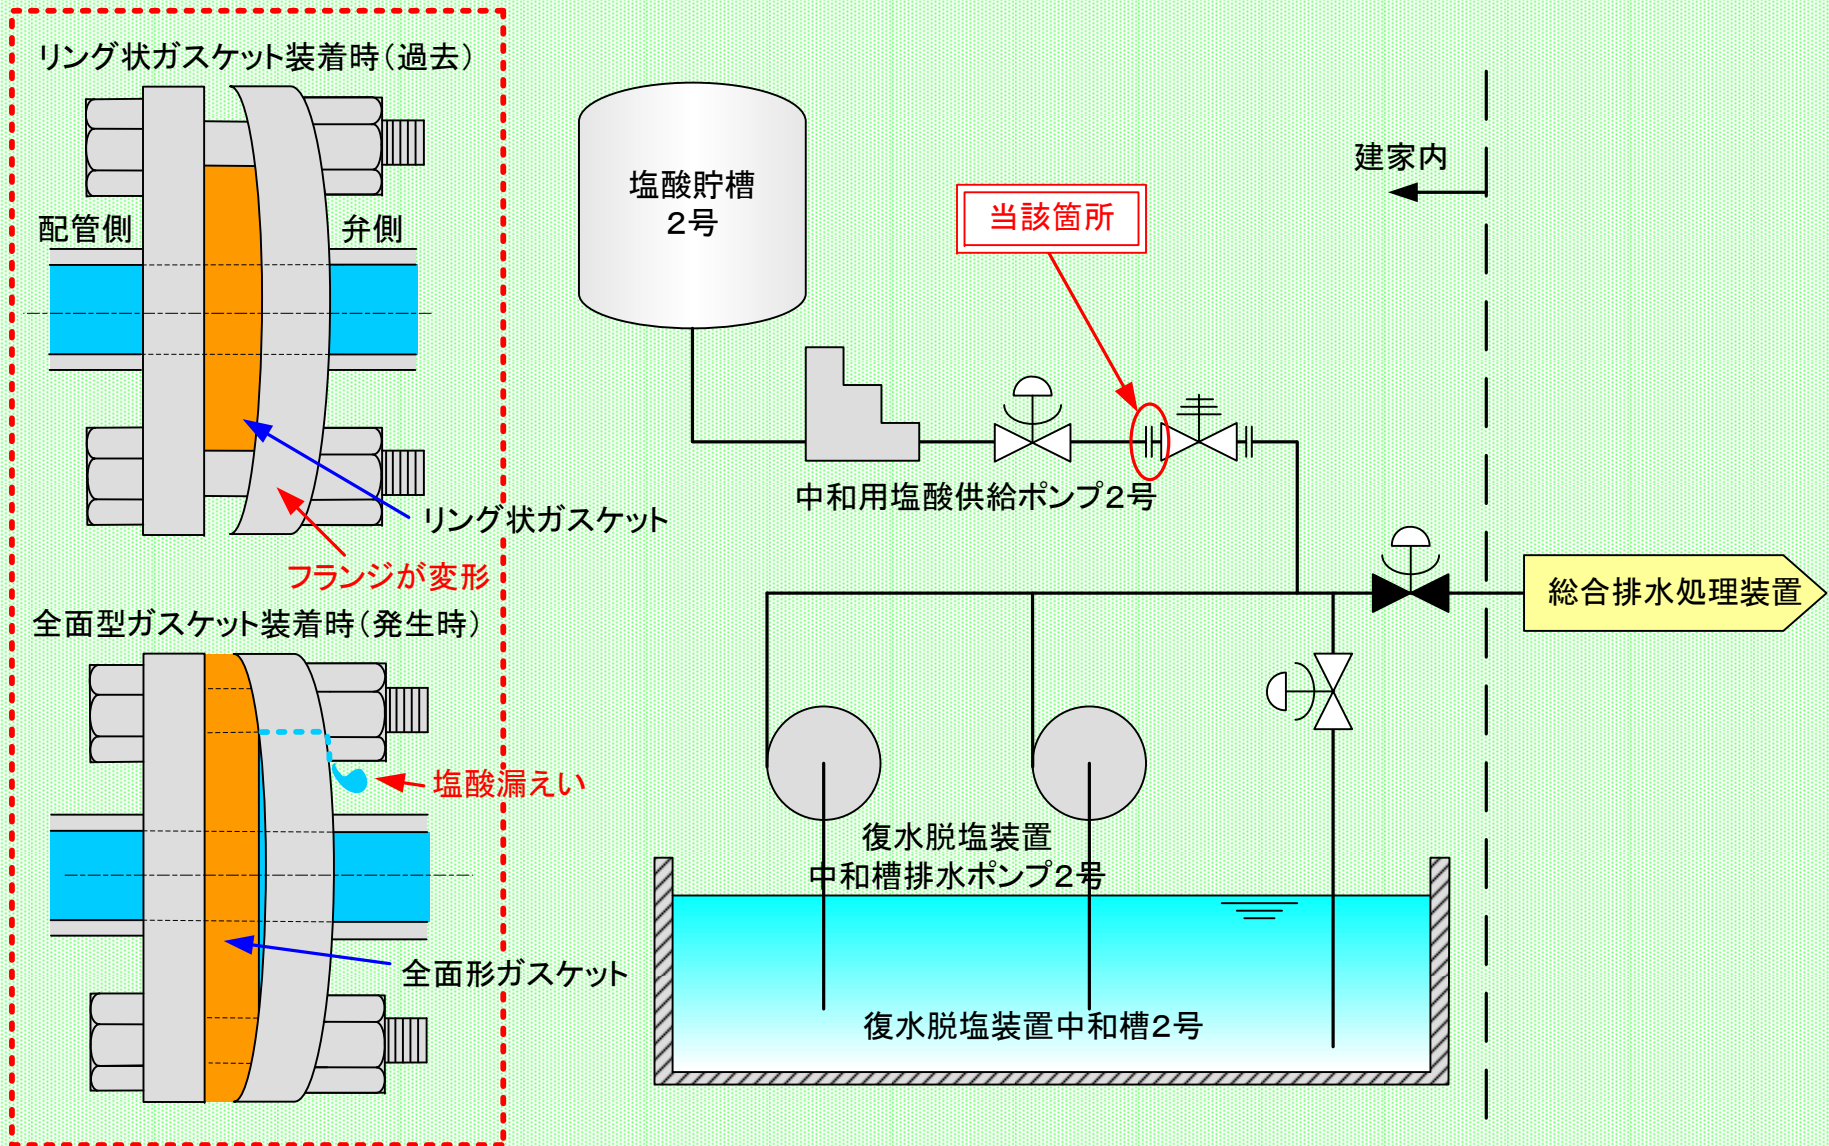 リング状ガスケット装着時（過去）
配管側
弁側
リング状ガスケット
フランジが変形
全面型ガスケット装着時（発生時）
塩酸漏えい
全面形ガスケット
塩酸貯槽
２号
当該箇所
建家内
中和用塩酸供給ポンプ２号
総合排水処理装置
復水脱塩装置
中和槽排水ポンプ２号
復水脱塩装置中和槽２号